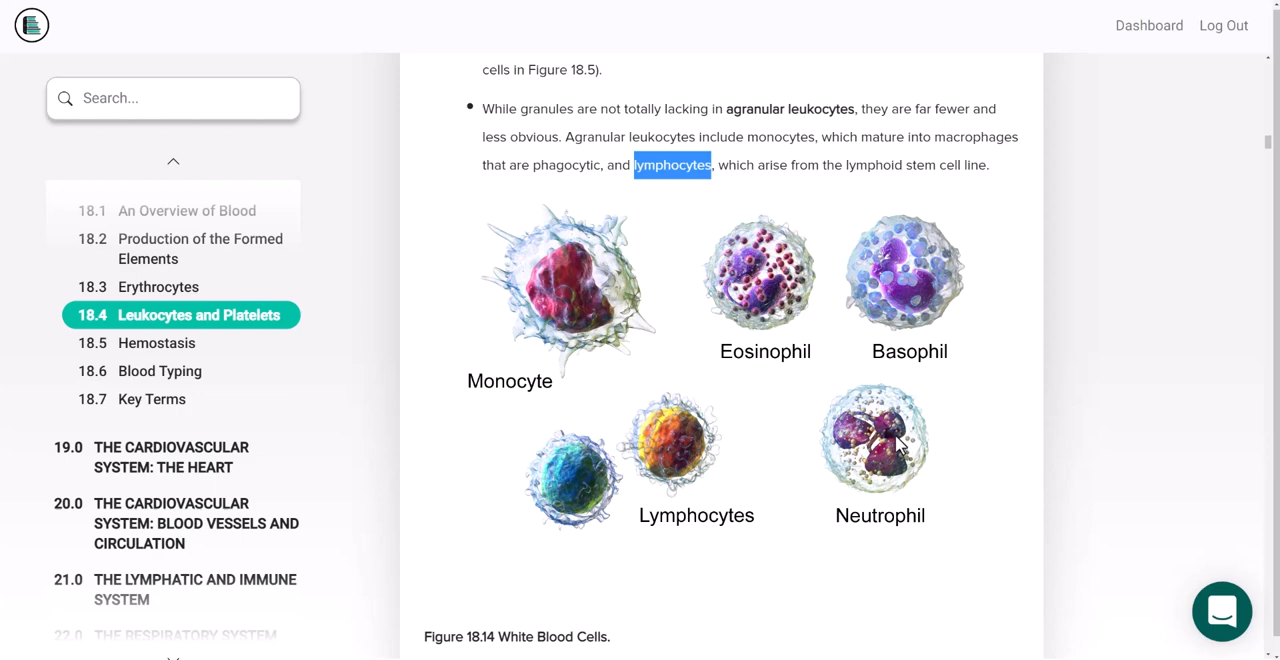 Dashboard Log Out
Search...
18.1 An Overview of Blood
18.2 Production of the Formed
Elements
18.3 Erythrocytes
18.4 Leukocytes and Platelets
18.5 Hemostasis
18.6 Blood Typing
18.7 Key Terms
19.0 THE CARDIOVASCULAR
SYSTEM: THE HEART
20.0 THE CARDIOVASCULAR
SYSTEM: BLOOD VESSELS AND
CIRCULATION
21.0 THE LYMPHATIC AND IMMUNE
SYSTEM
22.0 THE RESPIRATORY SYSTEM
cells in Figure 18.5).
• While granules are not totally lacking in agranular leukocytes, they are far fewer and
less obvious. Agranular leukocytes include monocytes, which mature into macrophages
that are phagocytic, and lymphocytes, which arise from the lymphoid stem cell line.
Monocyte
Eosinophil
Basophil
Lymphocytes
Neutrophil
Figure 18.14 White Blood Cells.